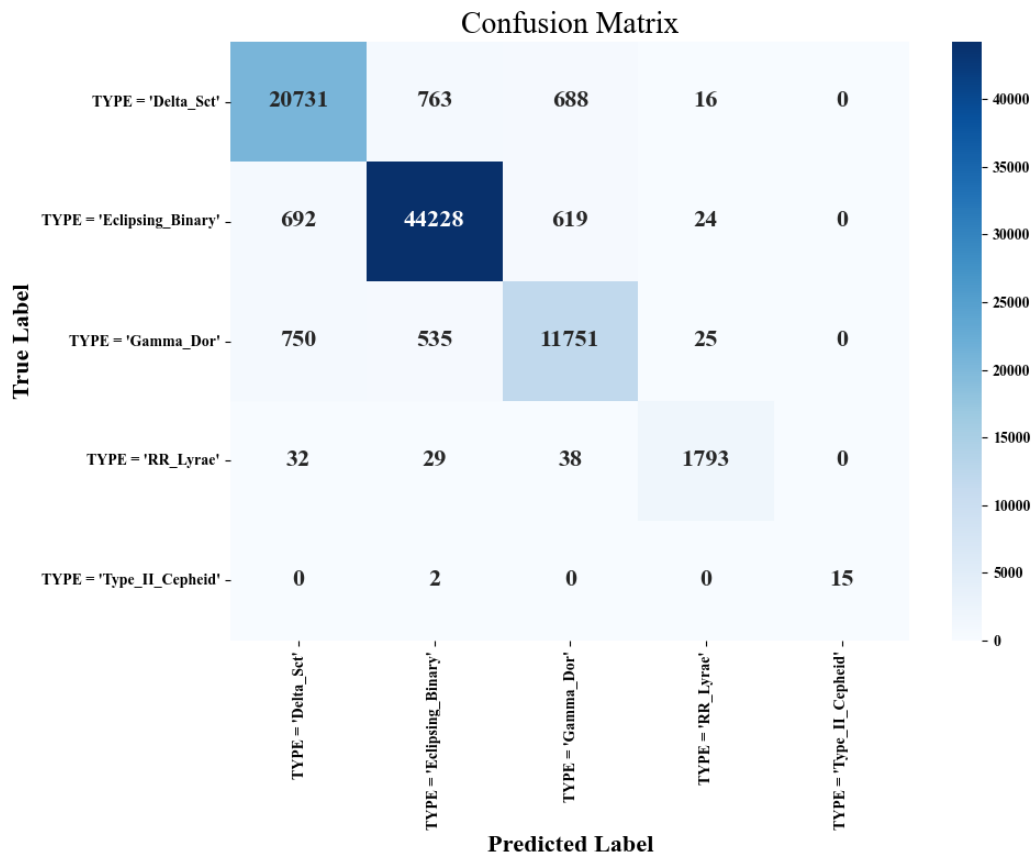 Confusion Matrix
TYPE = 'Delta_Sct'
20731 763 688 16 0
TYPE = 'Eclipsing_Binary'
692 44228 619 24 0
TYPE = 'Gamma_Dor'
750 535 11751 25 0
TYPE = 'RR_Lyrae'
32 29 38 1793 0
TYPE = 'Type_II_Cepheid'
0 2 0 0 15
True Label
TYPE = 'Delta_Sct'
TYPE = 'Eclipsing_Binary'
TYPE = 'Gamma_Dor'
TYPE = 'RR_Lyrae'
TYPE = 'Type_II_Cepheid'
Predicted Label
40000
35000
30000
25000
20000
15000
10000
5000
0